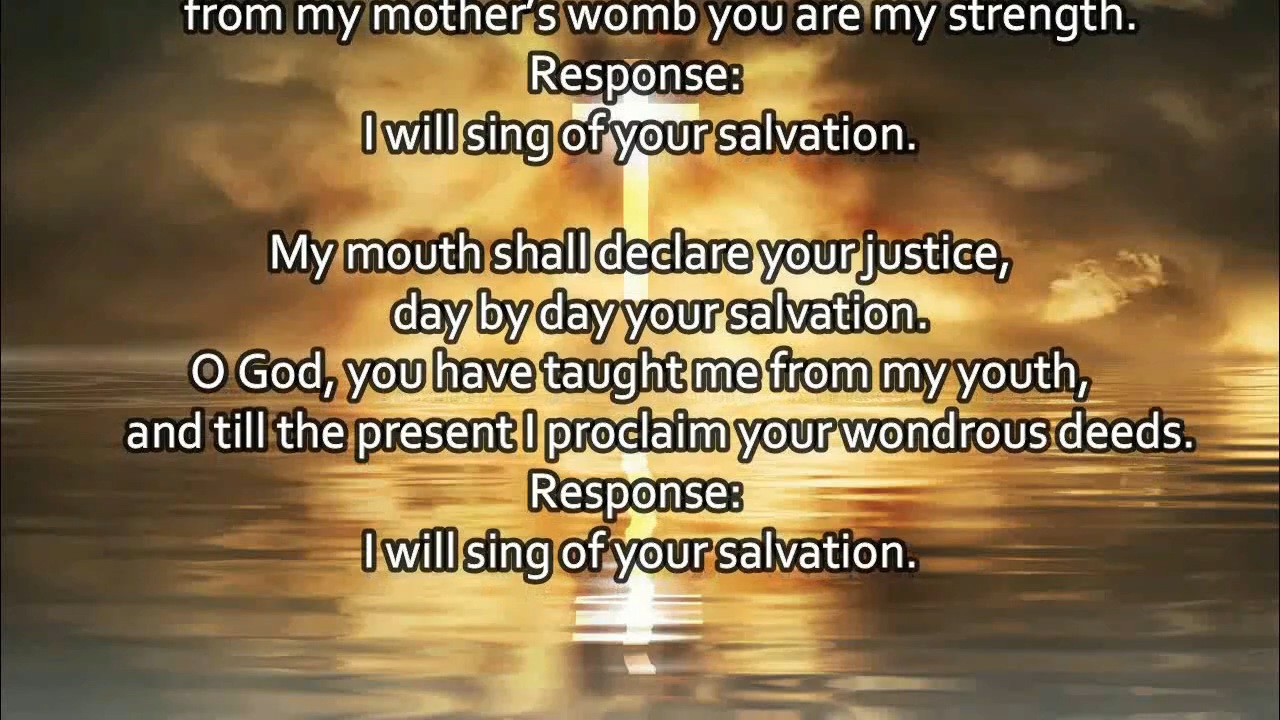 from my mother's womb you are my strength.
Response:
I will sing of your salvation.
My mouth shall declare your justice,
day by day your salvation.
O God, you have taught me from my youth,
and till the present I proclaim your wondrous deeds.
Response:
I will sing of your salvation.